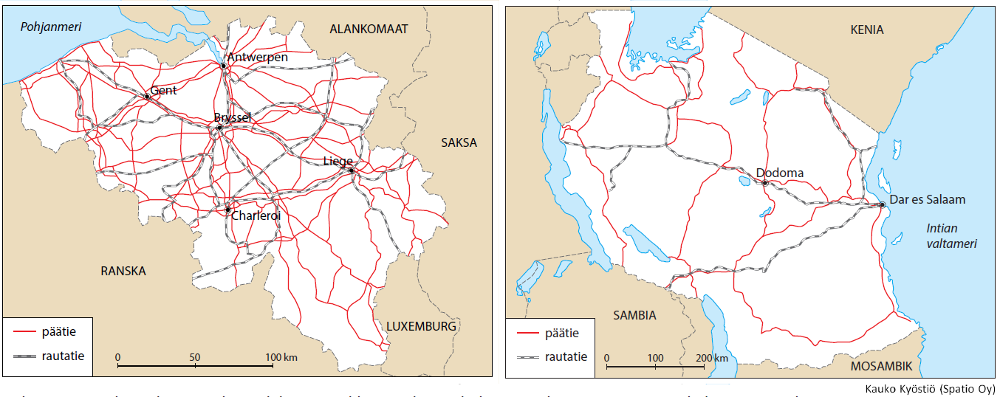 Pohjanmeri
ALANKOMAAT
Antwerpen
Gent
Bryssel
SAKSA
Liege
Charleroi
RANSKA
LUXEMBURG
päätie
rautatie
0 50 100 km
KENIA
Dodoma
Dar es Salaam
Intian
valtameri
SAMBIA
MOSAMBIK
päätie
rautatie
0 100 200 km
Kauko Kyöstiö (Spatio Oy)